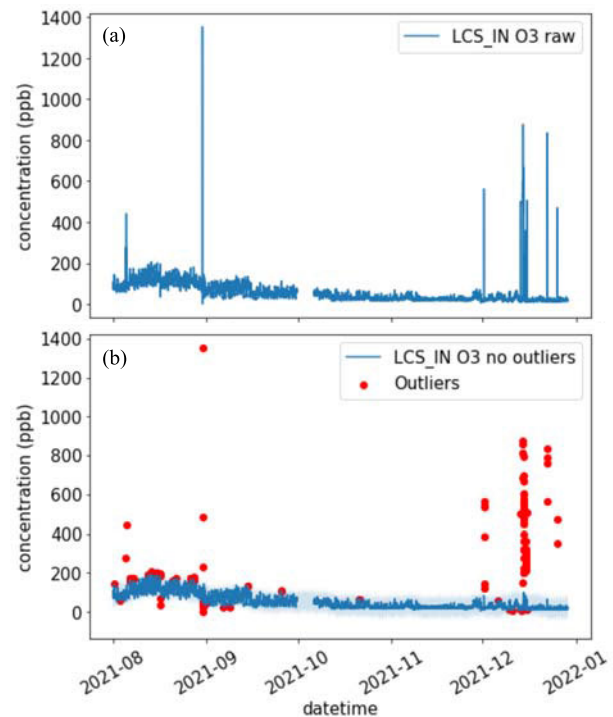 (a)
LCS_IN O3 raw
1400
1200
1000
800
600
400
200
0
concentration (ppb)
(b)
LCS_IN O3 no outliers
Outliers
1400
1200
1000
800
600
400
200
0
concentration (ppb)
2021-08
2021-09
2021-10
2021-11
2021-12
2022-01
datetime